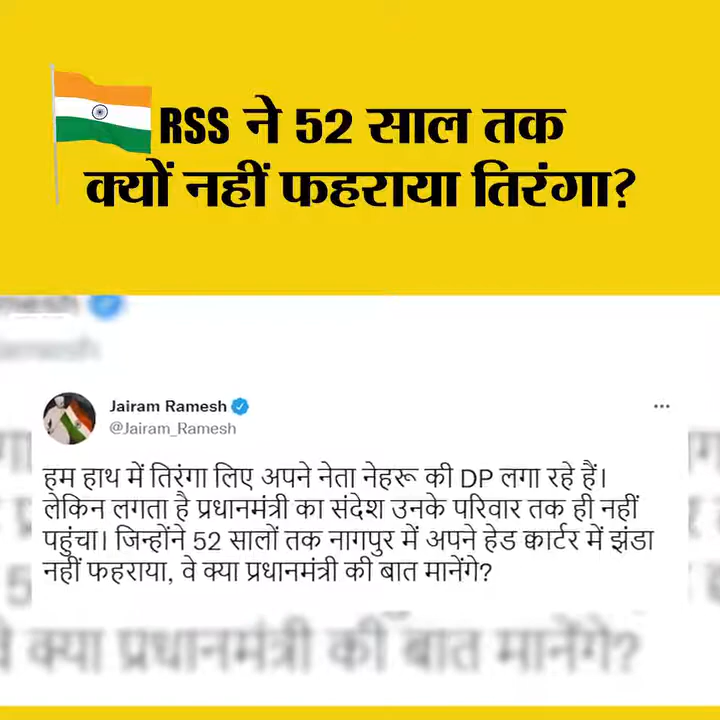 RSS ने 52 साल तक
क्यों नहीं फहराया तिरंगा?
Jairam Ramesh
@Jairam_Ramesh
हम हाथ में तिरंगा लिए अपने नेता नेहरू की DP लगा रहे हैं।
लेकिन लगता है प्रधानमंत्री का संदेश उनके परिवार तक ही नहीं
पहुंचा। जिन्होंने 52 सालों तक नागपुर में अपने हेड क्वार्टर में झंडा
नहीं फहराया, वे क्या प्रधानमंत्री की बात मानेंगे?
क्या प्रधानमंत्री की बात मानेंगे?